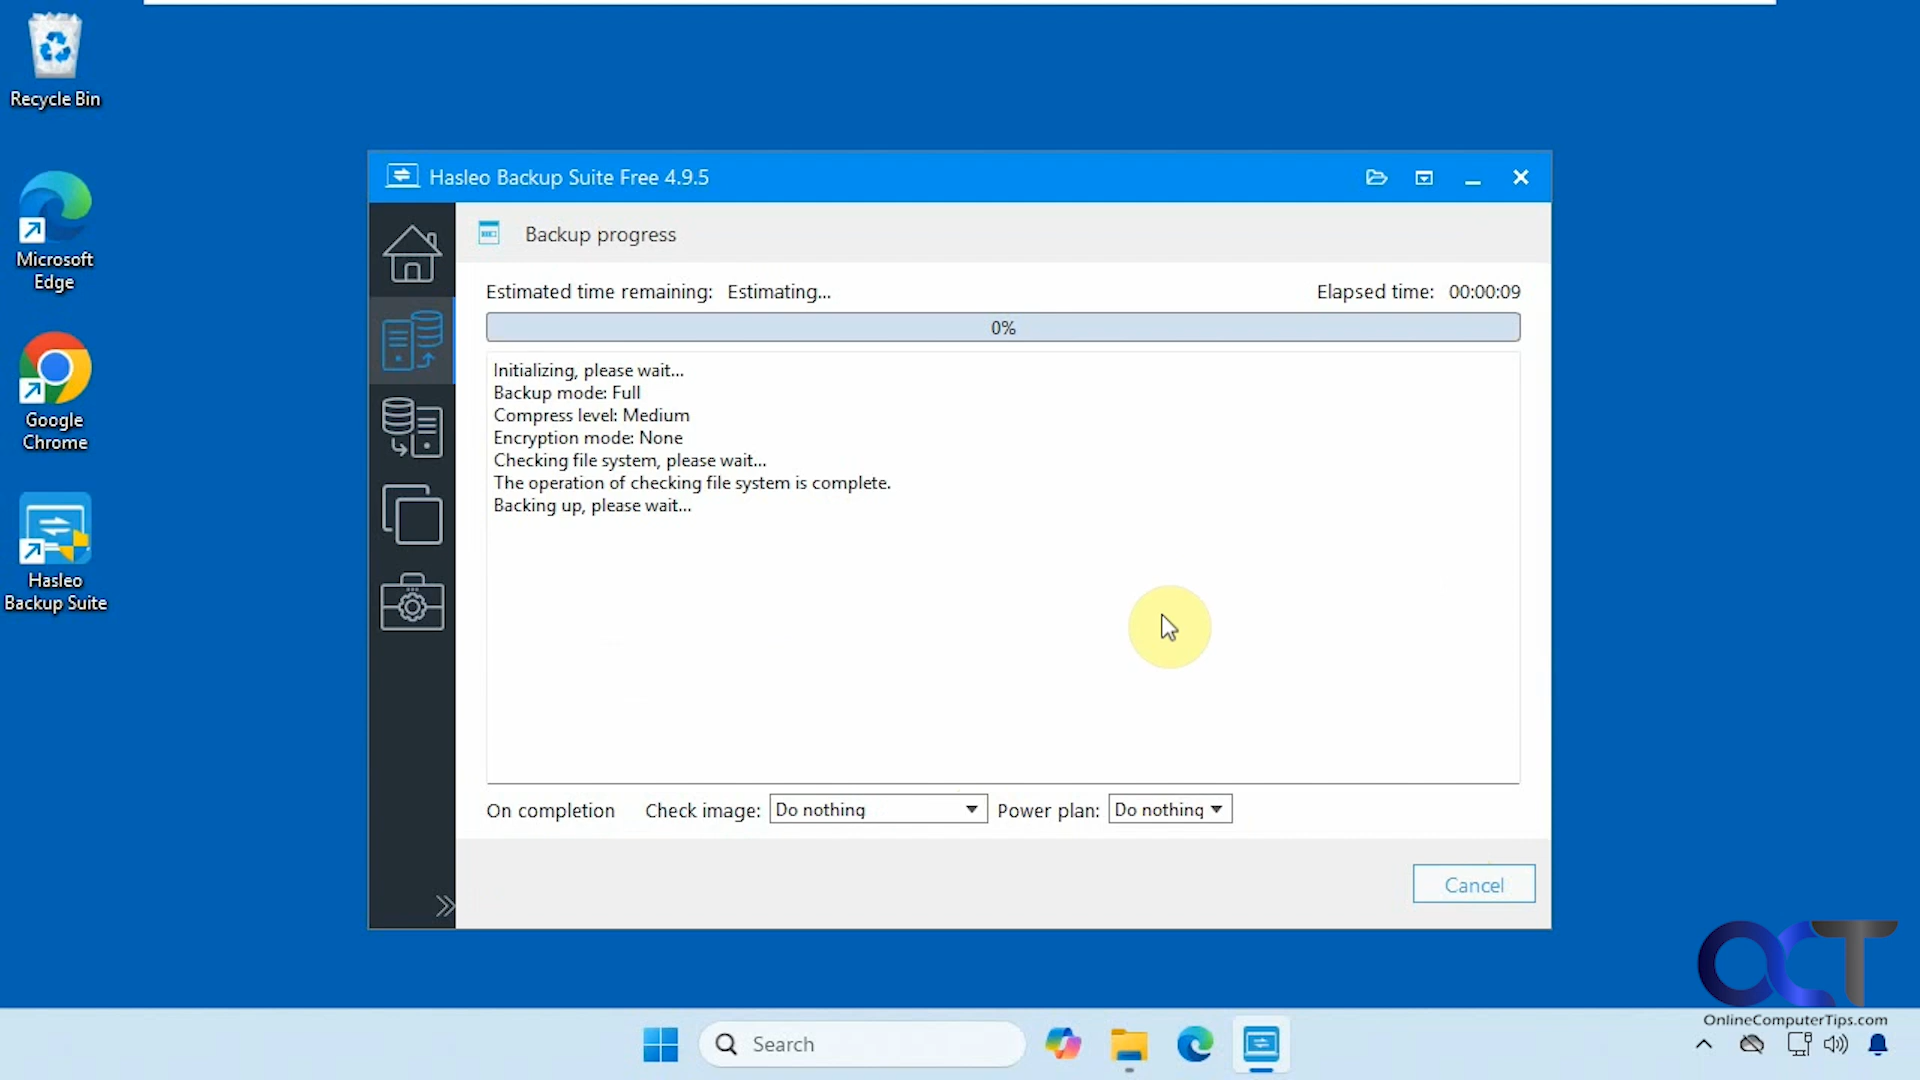 Recycle Bin
Microsoft
Edge
Google
Chrome
Hasleo
Backup Suite
Hasleo Backup Suite Free 4.9.5
Backup progress
Estimated time remaining: Estimating... Elapsed time: 00:00:09
0%
Initializing, please wait...
Backup mode: Full
Compress level: Medium
Encryption mode: None
Checking file system, please wait...
The operation of checking file system is complete.
Backing up, please wait...
On completion Check image: Do nothing Power plan: Do nothing
Cancel
OCT
OnlineComputerTips.com
Search